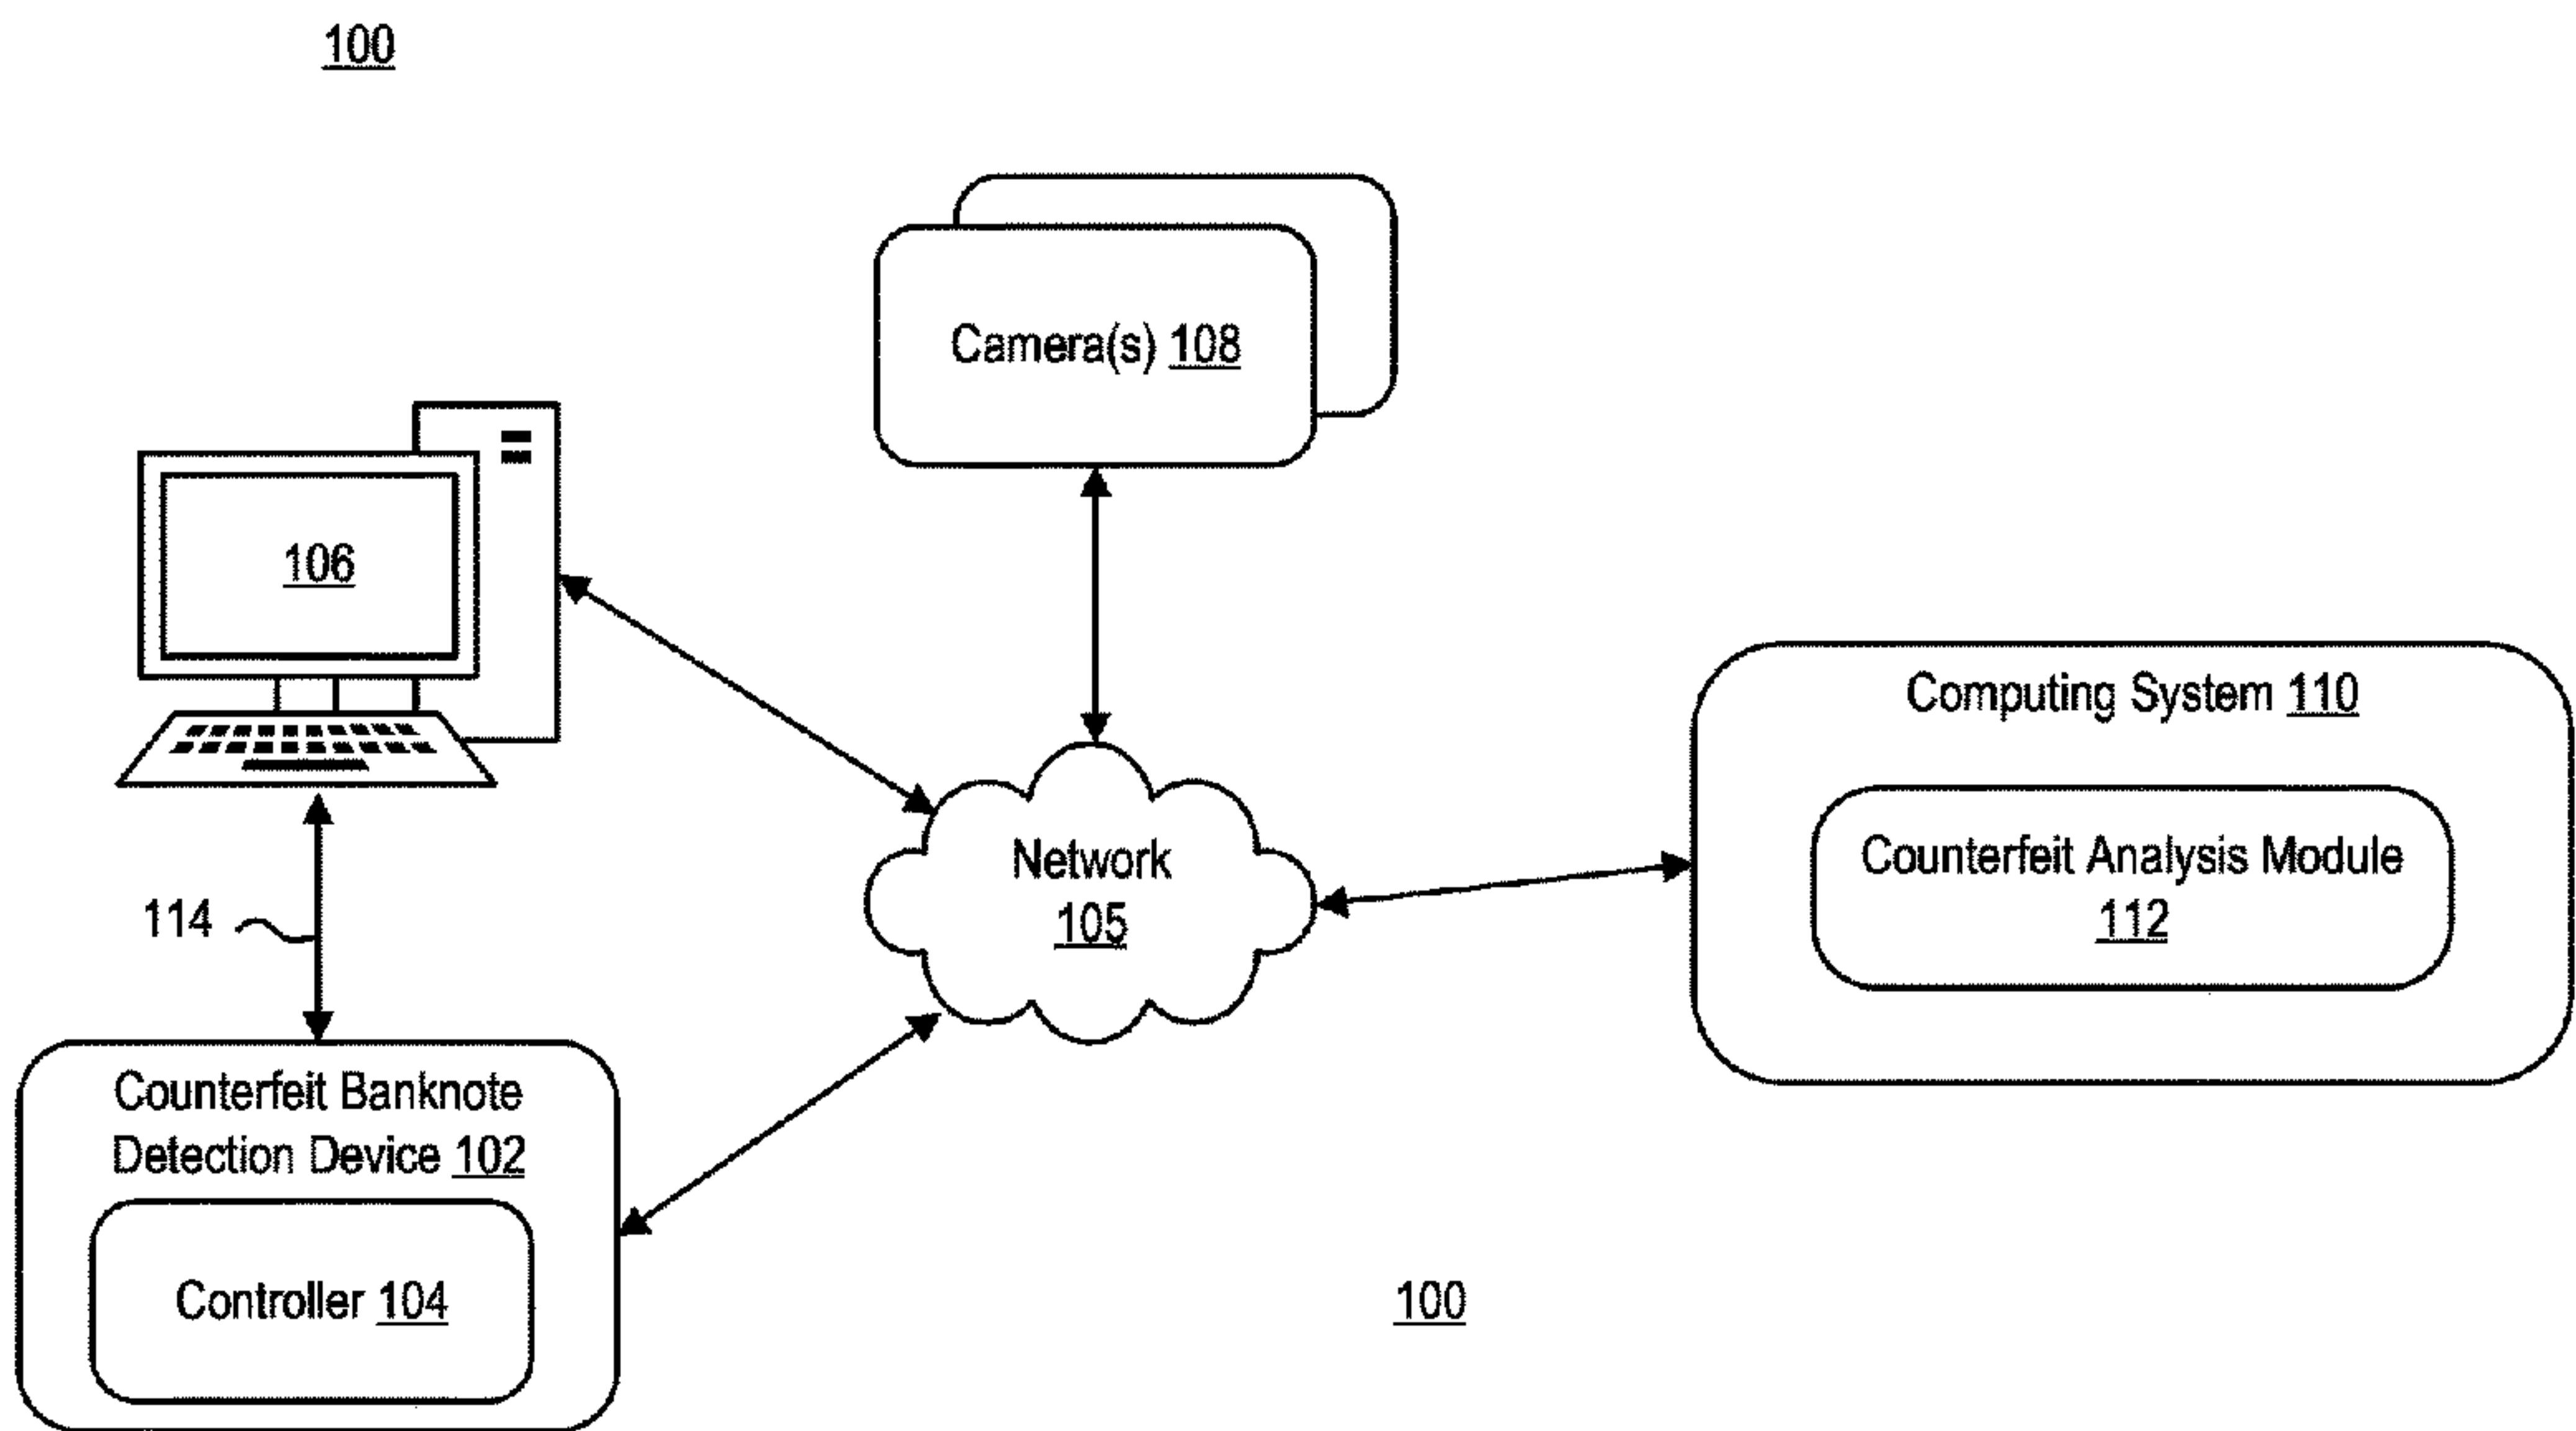 100
Camera(s) 108
106
Computing System 110
Network
105
Counterfeit Analysis Module
112
114
Counterfeit Banknote
Detection Device 102
Controller 104
100